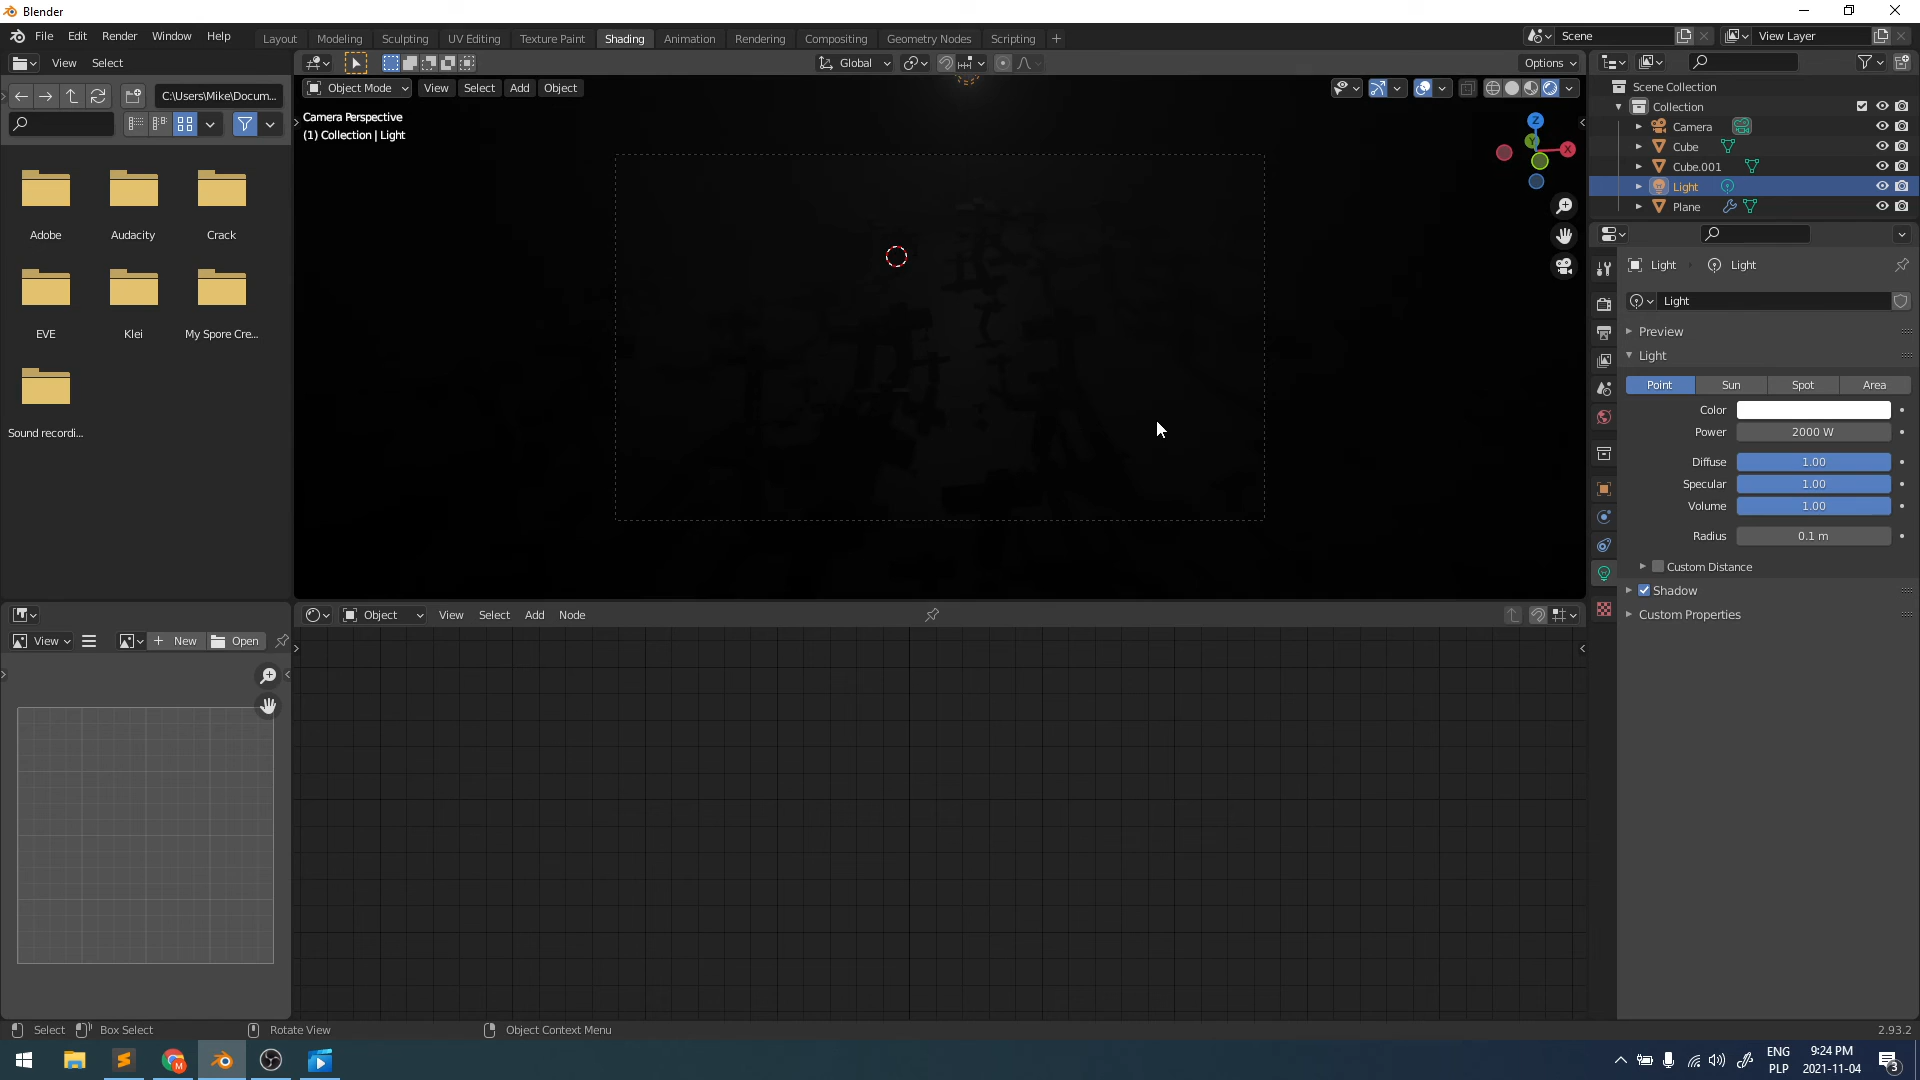 Blender
File Edit Render Window Help
Layout Modeling Sculpting UV Editing Texture Paint Shading Animation Rendering Compositing Geometry Nodes Scripting +
Scene
View Layer
View Select
Global
Options
C:\Users\Mike\Docum...
Object Mode View Select Add Object
Camera Perspective
(1) Collection | Light
Z
Y
X
Adobe
Audacity
Crack
EVE
Klei
My Spore Cre...
Sound recordi...
Scene Collection
Collection
Camera
Cube
Cube.001
Light
Plane
Light
Light
Light
Preview
Light
Point Sun Spot Area
Color
Power 2000 W
Diffuse 1.00
Specular 1.00
Volume 1.00
Radius 0.1 m
Custom Distance
Shadow
Custom Properties
Object View Select Add Node
View
New
Open
Select
Box Select
Rotate View
Object Context Menu
2.93.2
M
ENG
PLP
9:24 PM
2021-11-04
3